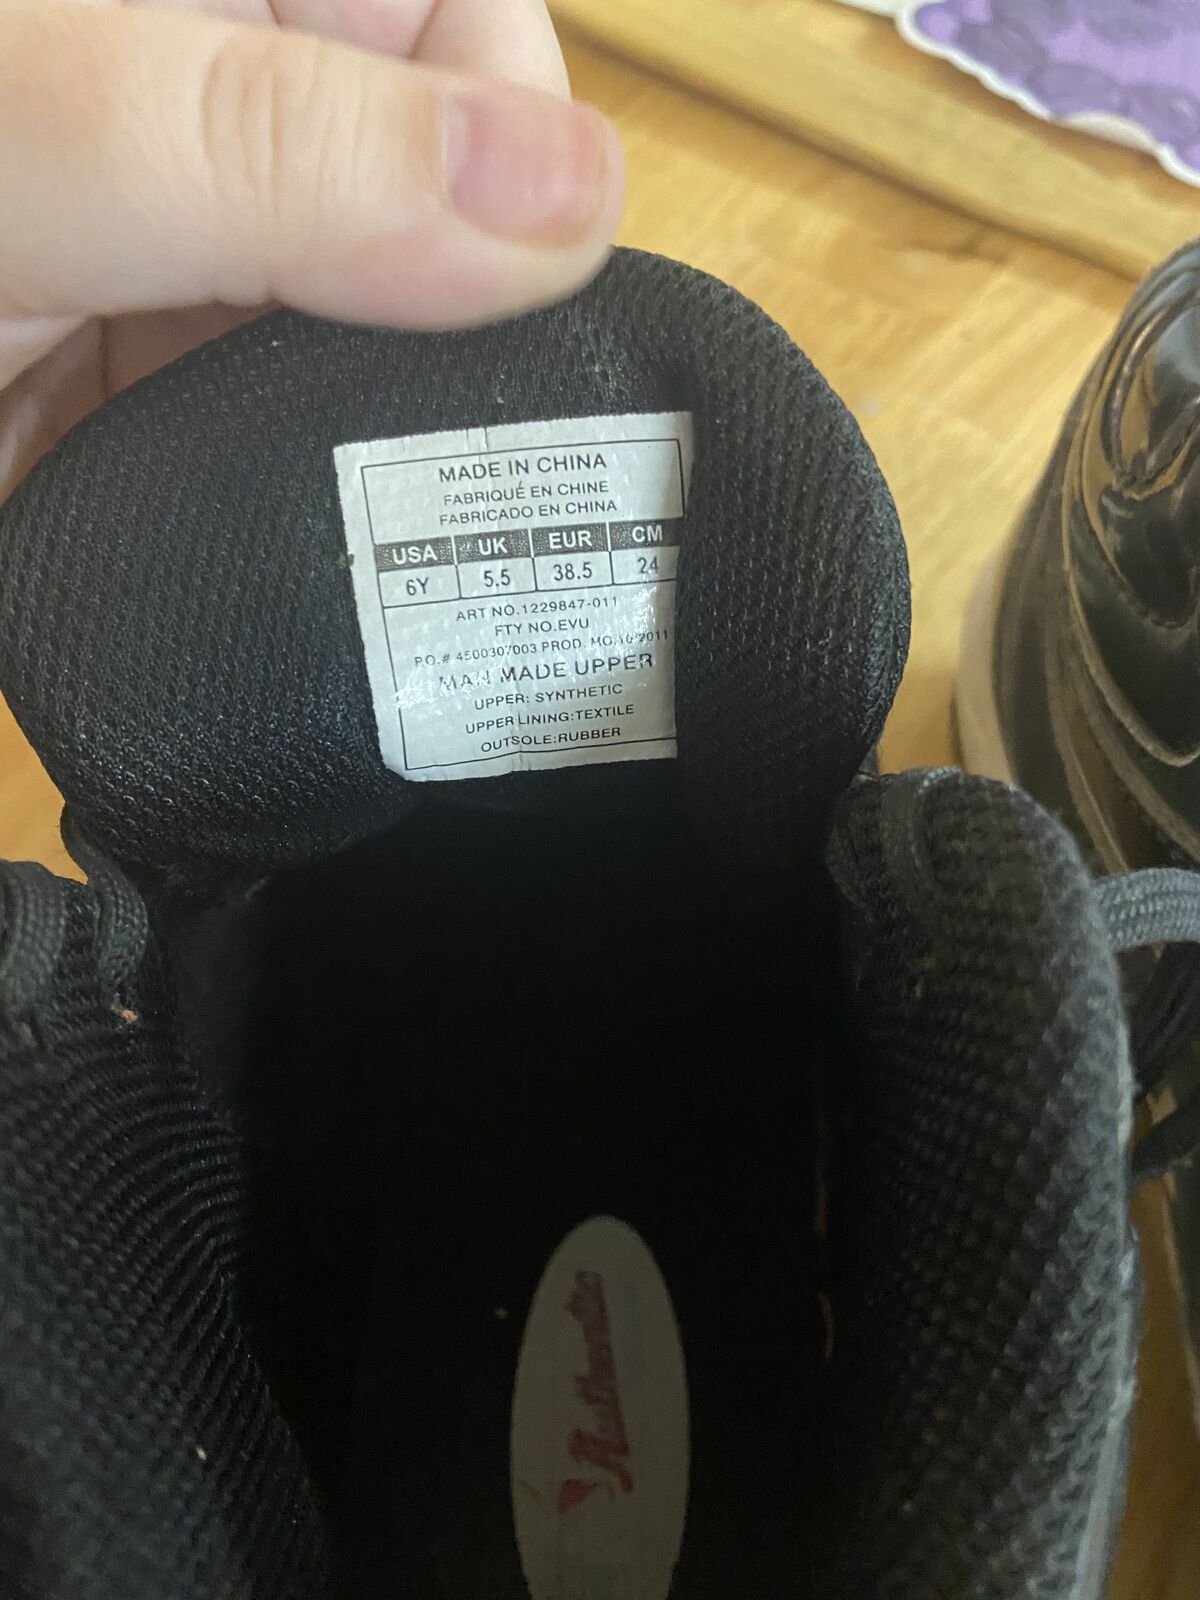 MADE IN CHINA
FABRIQUÉ EN CHINE
FABRICADO EN CHINA
USA UK EUR CM
6Y 5.5 38.5 24
ART NO.1229847-011
FTY NO.EVU
P.O.# 4500307003 PROD. MO.10/2011
MAN MADE UPPER
UPPER: SYNTHETIC
UPPER LINING:TEXTILE
OUTSOLE:RUBBER
Authentic